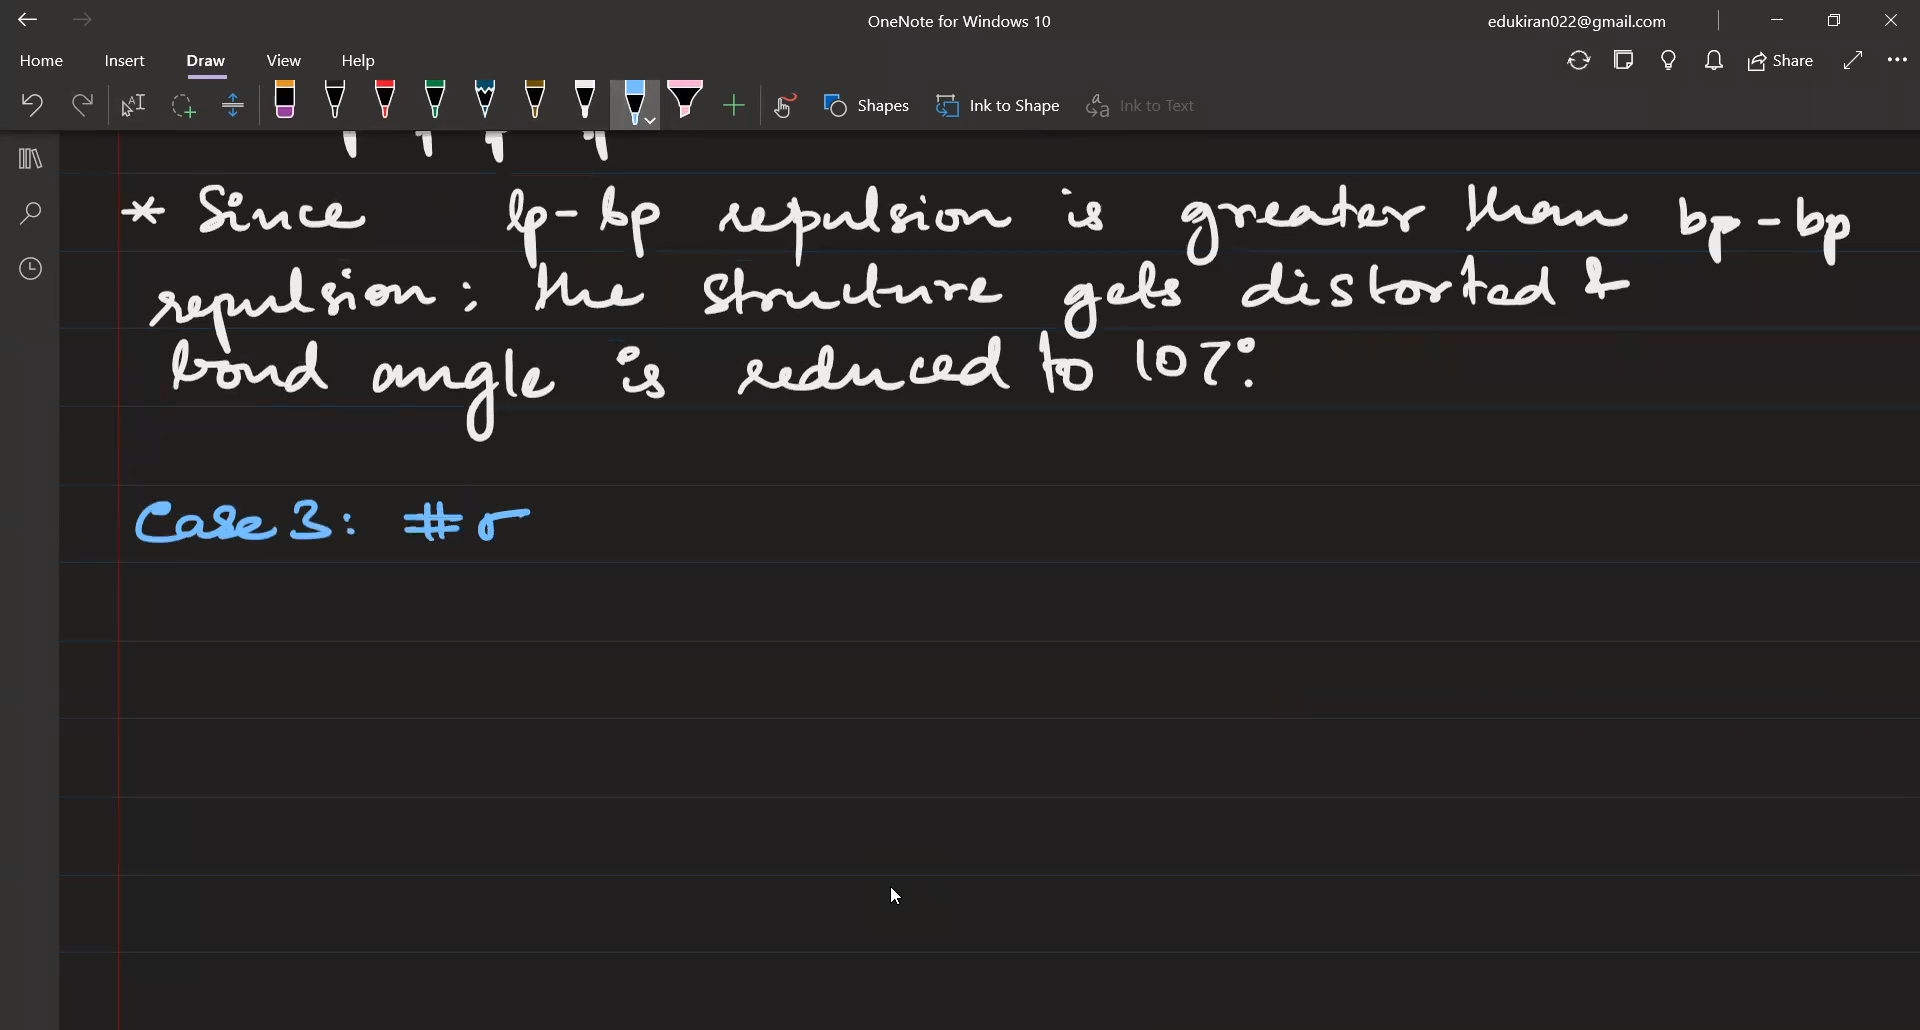 OneNote for Windows 10
edukiran022@gmail.com
Home Insert Draw View Help
Share
Shapes Ink to Shape Ink to Text
* Since lp-bp repulsion is greater than bp-bp
repulsion; the structure gets distorted &
bond angle is reduced to 107°.
Case 3: #σ